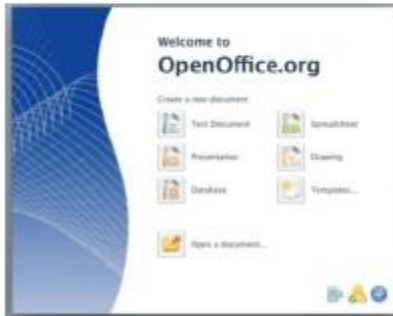 Welcome to
OpenOffice.org
Create a new document
Text Document
Spreadsheet
Presentation
Drawing
Database
Templates...
Open a document...